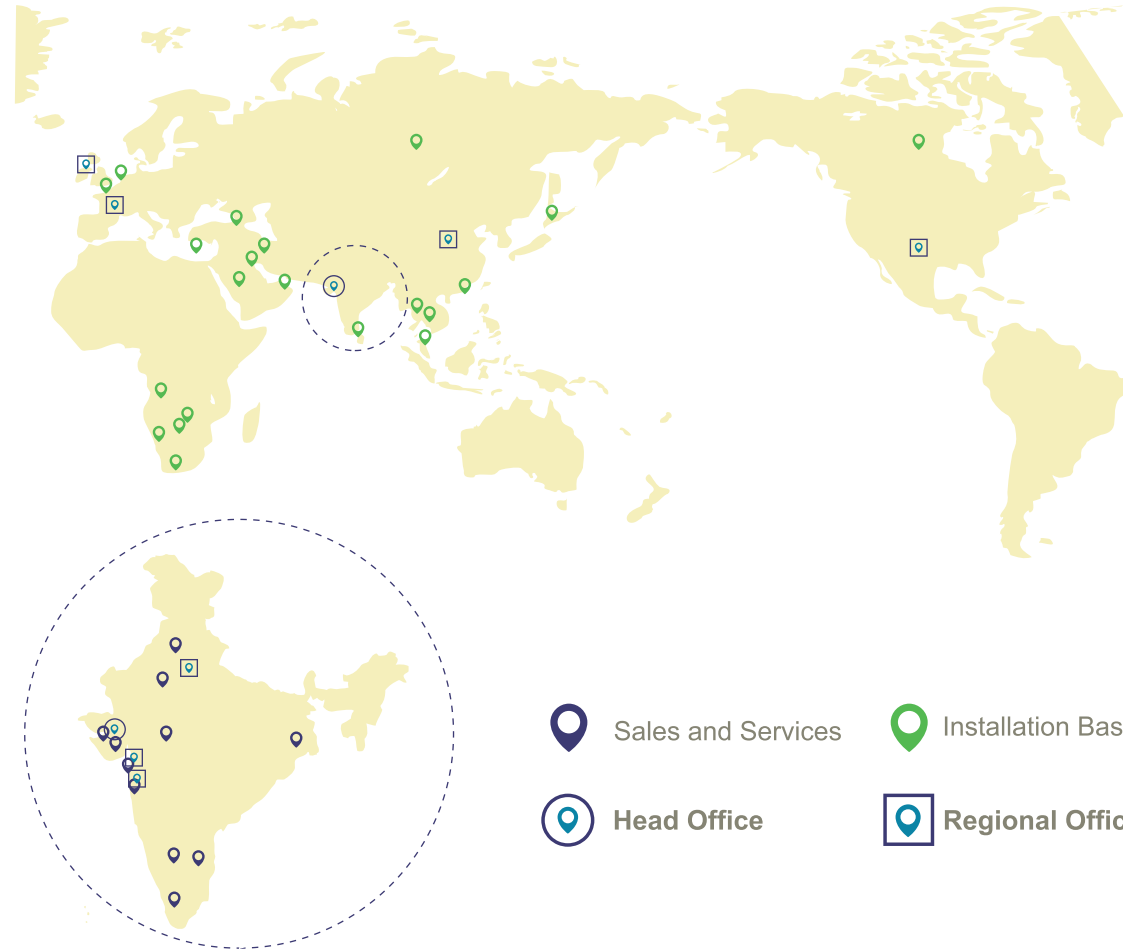 Sales and Services
Installation Bas
Head Office
Regional Offic